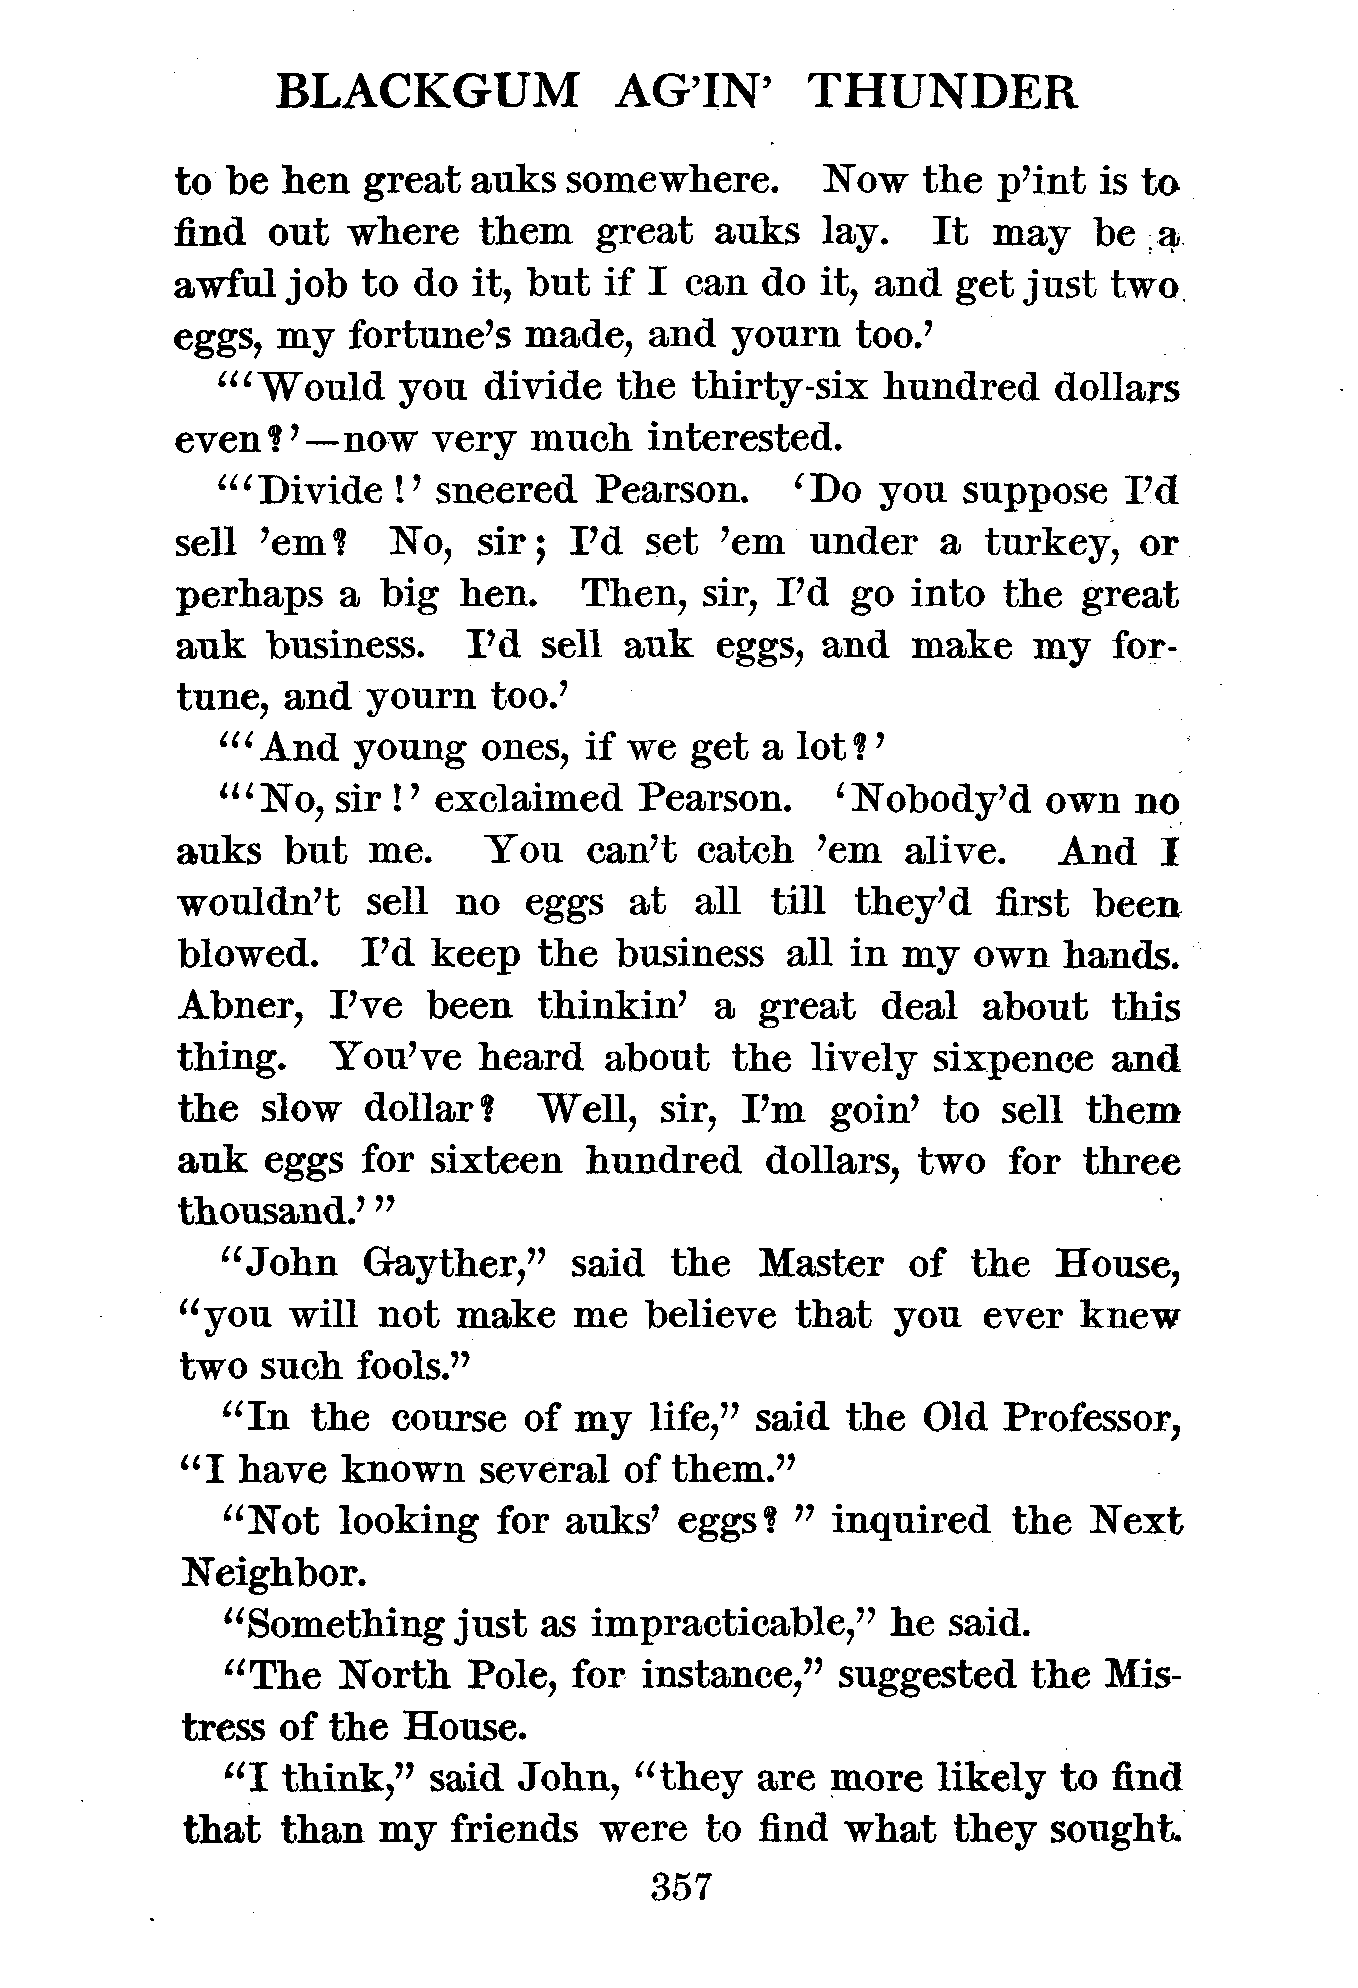 BLACKGUM AG'IN' THUNDER
to be hen great auks somewhere. Now the p'int is to
find out where them great auks lay. It may be a
awful job to do it, but if I can do it, and get just two
eggs, my fortune's made, and yourn too.'
"'Would you divide the thirty-six hundred dollars
even?'—now very much interested.
"'Divide!' sneered Pearson. 'Do you suppose I'd
sell 'em? No, sir; I'd set 'em under a turkey, or
perhaps a big hen. Then, sir, I'd go into the great
auk business. I'd sell auk eggs, and make my for-
tune, and yourn too.'
"'And young ones, if we get a lot?'
"'No, sir!' exclaimed Pearson. 'Nobody'd own no
auks but me. You can't catch 'em alive. And I
wouldn't sell no eggs at all till they'd first been
blowed. I'd keep the business all in my own hands.
Abner, I've been thinkin' a great deal about this
thing. You've heard about the lively sixpence and
the slow dollar? Well, sir, I'm goin' to sell them
auk eggs for sixteen hundred dollars, two for three
thousand.'"
"John Gayther," said the Master of the House,
"you will not make me believe that you ever knew
two such fools."
"In the course of my life," said the Old Professor,
"I have known several of them."
"Not looking for auks' eggs?" inquired the Next
Neighbor.
"Something just as impracticable," he said.
"The North Pole, for instance," suggested the Mis-
tress of the House.
"I think," said John, "they are more likely to find
that than my friends were to find what they sought.
357